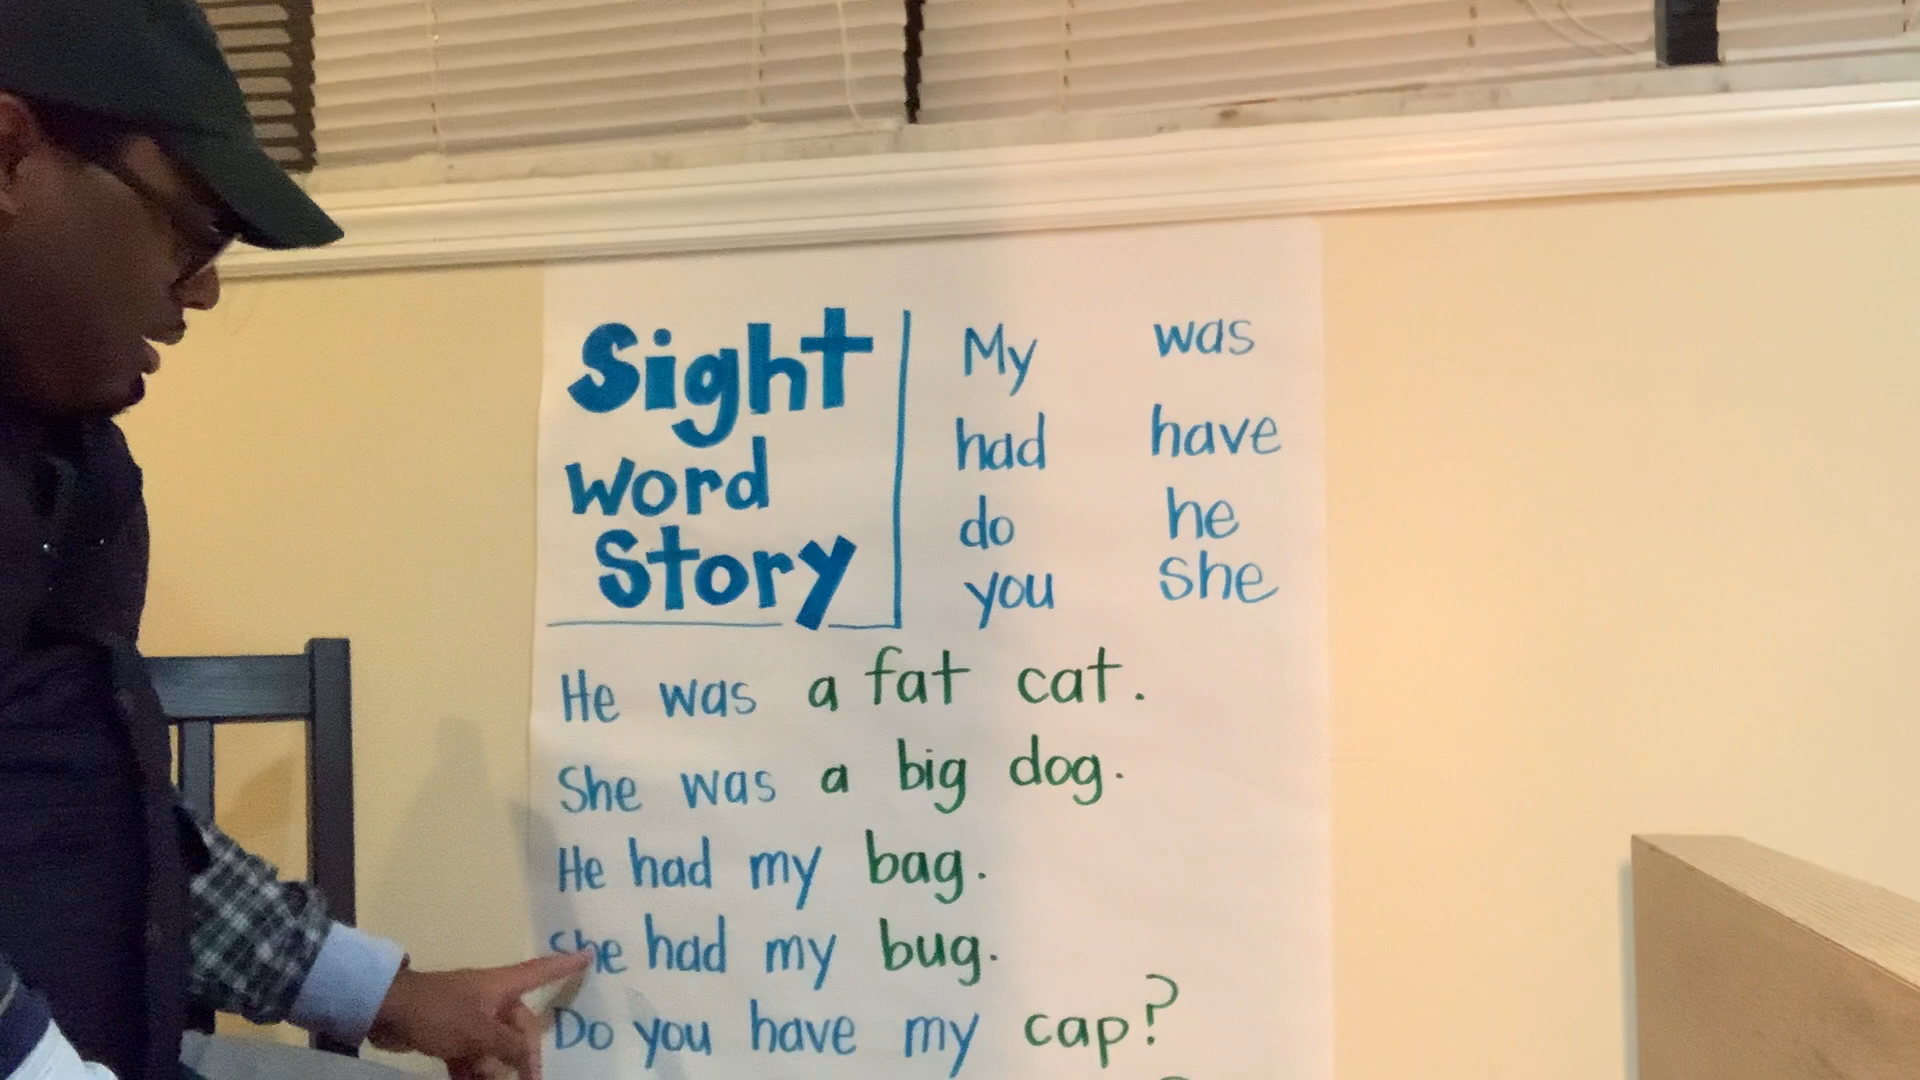 Sight
Word
Story
My was
had have
do he
you she
He was a fat cat.
She was a big dog.
He had my bag.
She had my bug.
Do you have my cap?